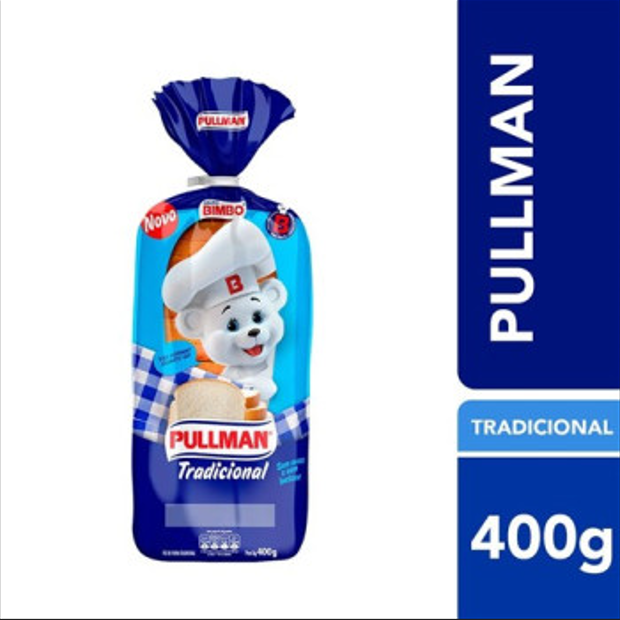 PULLMAN
BIMBO
Novo
B
B
PULLMAN
Tradicional
400g
PULLMAN
TRADICIONAL
400g